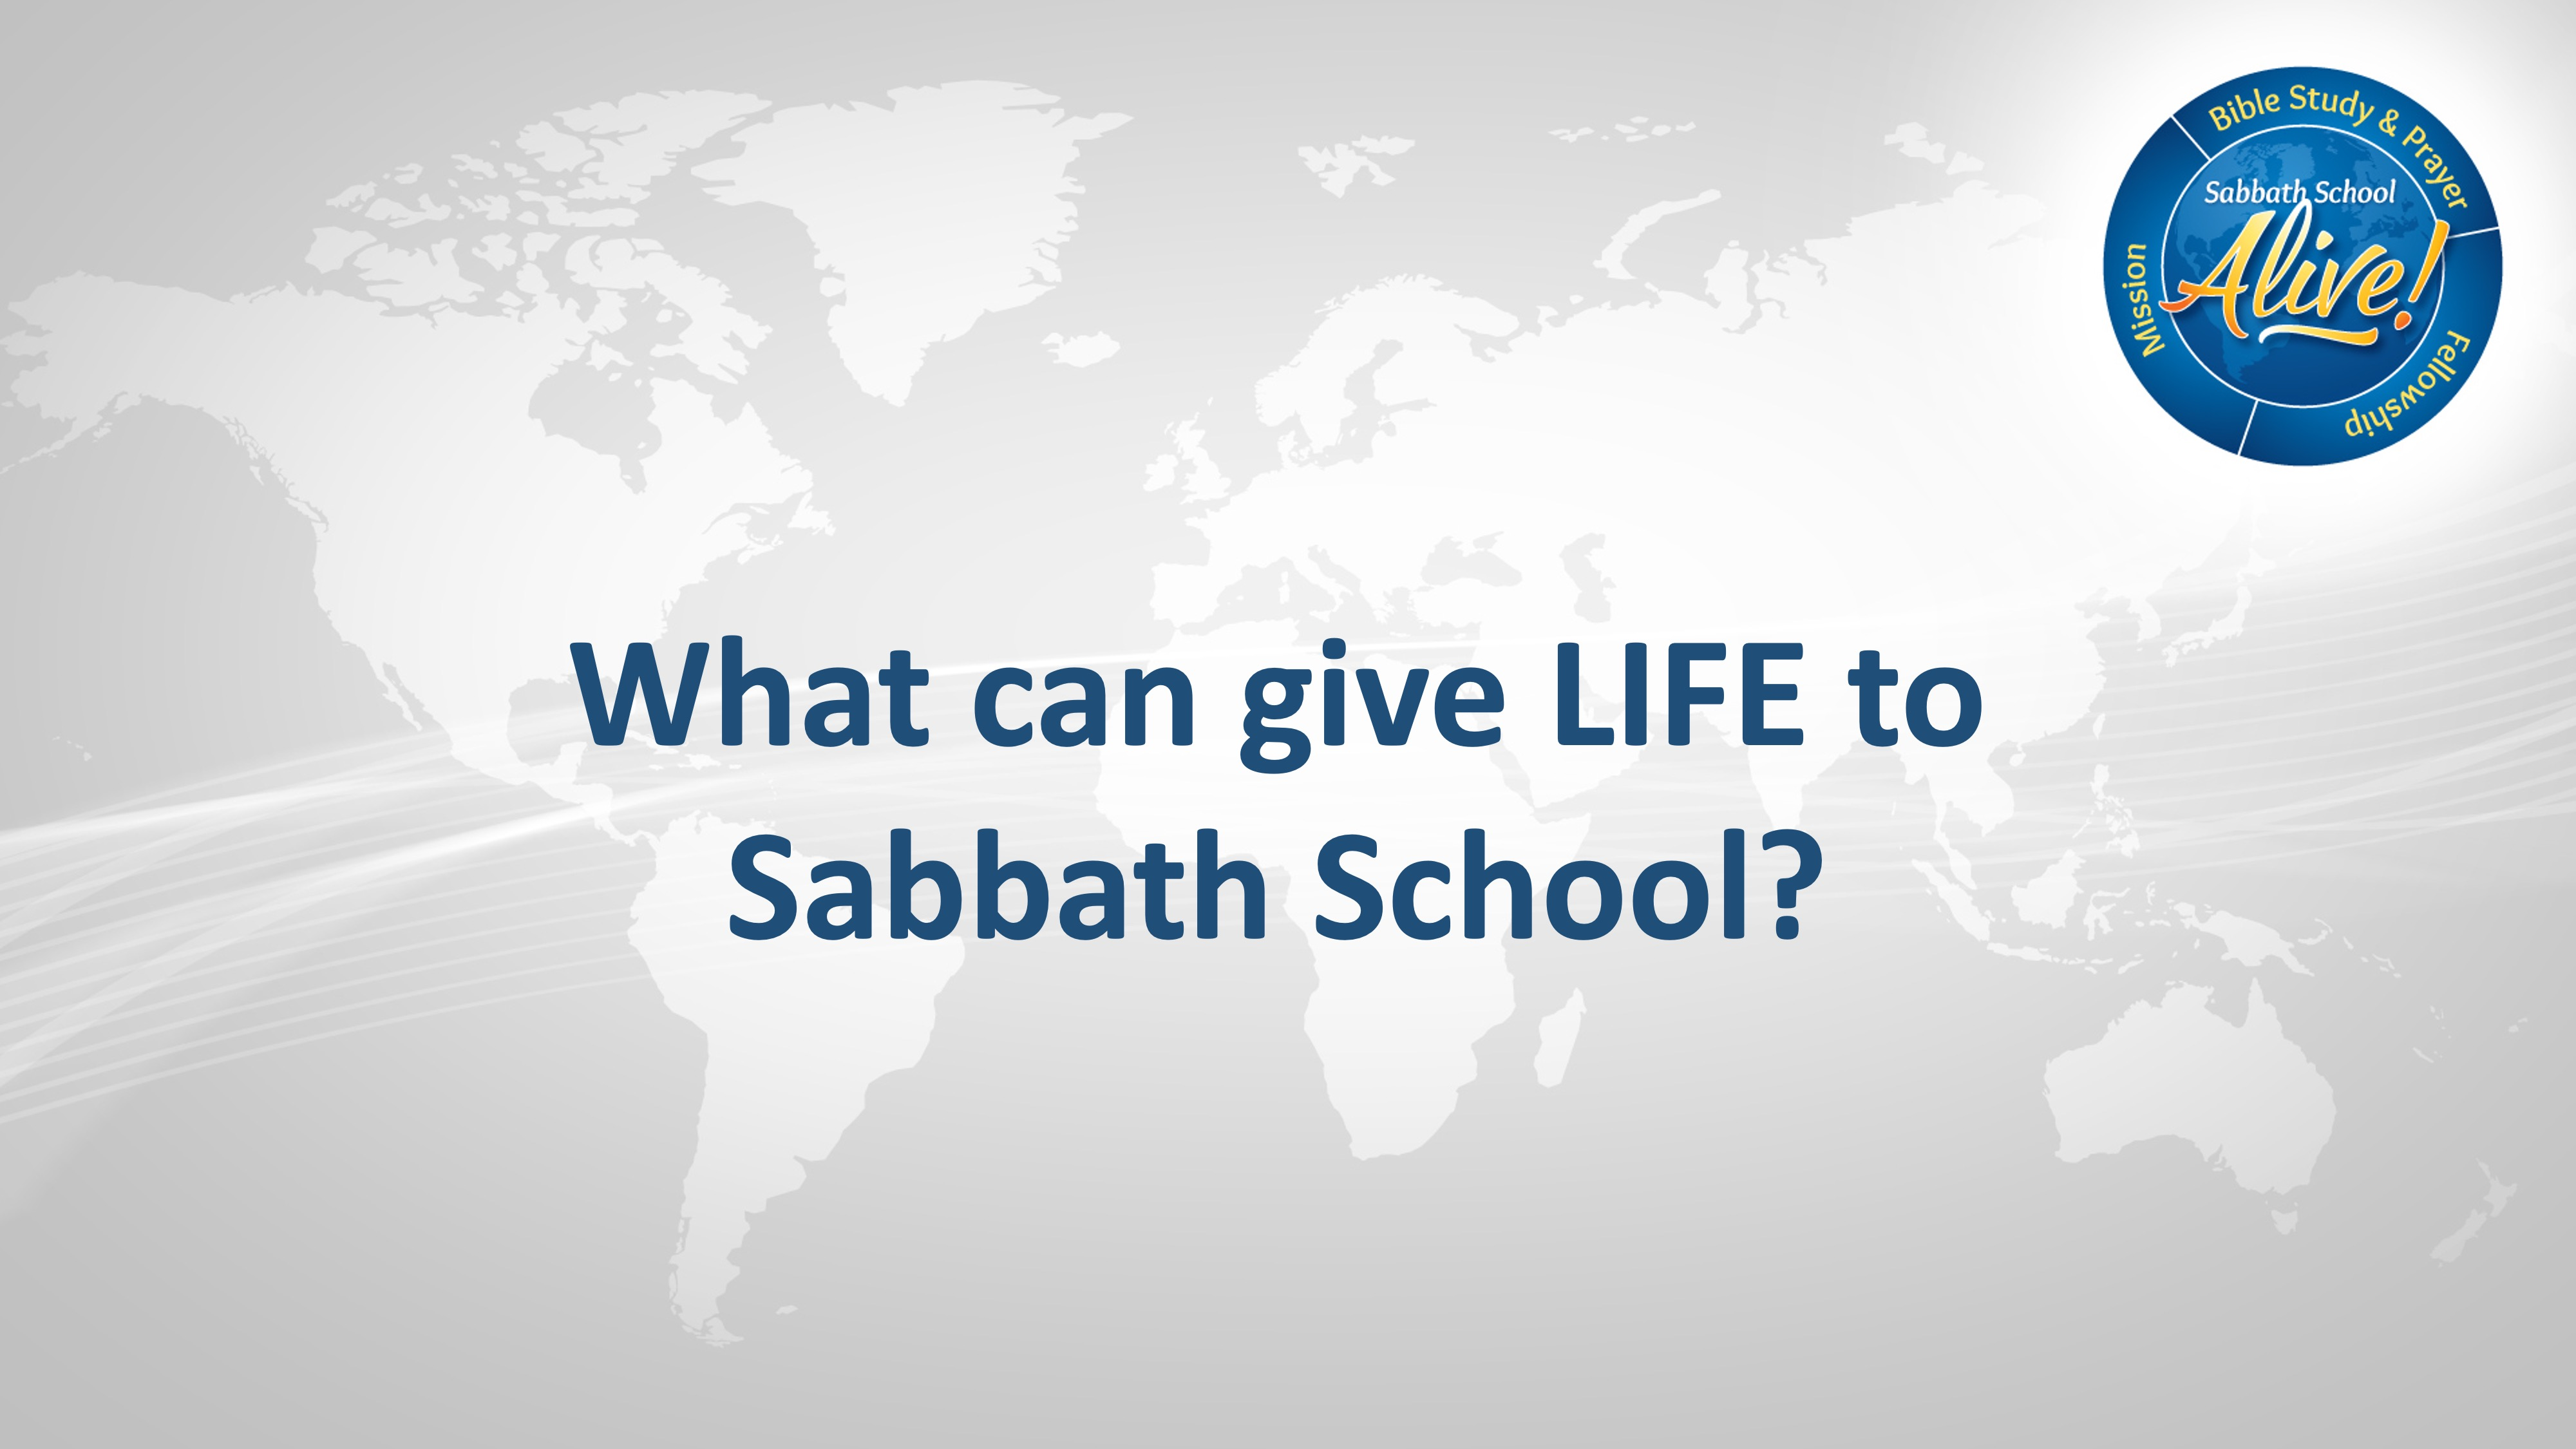 Bible Study & Prayer
Sabbath School
Alive!
Mission
Fellowship
What can give LIFE to
Sabbath School?